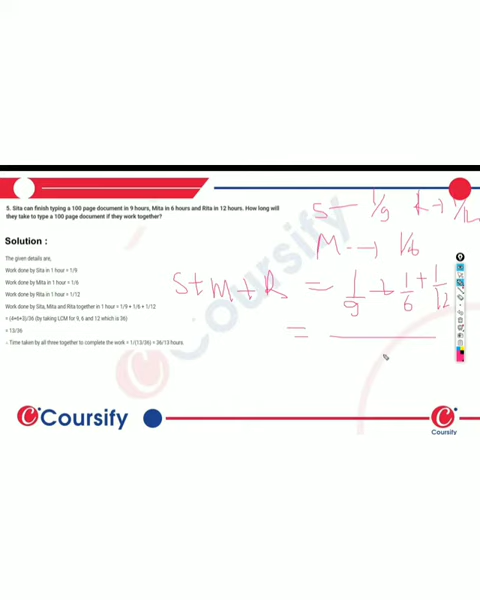 5. Sita can finish typing a 100 page document in 9 hours, Mita in 6 hours and Rita in 12 hours. How long will
they take to type a 100 page document if they work together?
Solution :
The given details are,
Work done by Sita in 1 hour = 1/9
Work done by Mita in 1 hour = 1/6
Work done by Rita in 1 hour = 1/12
Work done by Sita, Mita and Rita together in 1 hour = 1/9 + 1/6 + 1/12
= (4+6+3)/36 (by taking LCM for 9, 6 and 12 which is 36)
= 13/36
∴ Time taken by all three together to complete the work = 1/(13/36) = 36/13 hours.
S — 1/9 R → 1/12
M → 1/6
S + M + R = 1/9 + 1/6 + 1/12
=
Coursify
Coursify
Coursify